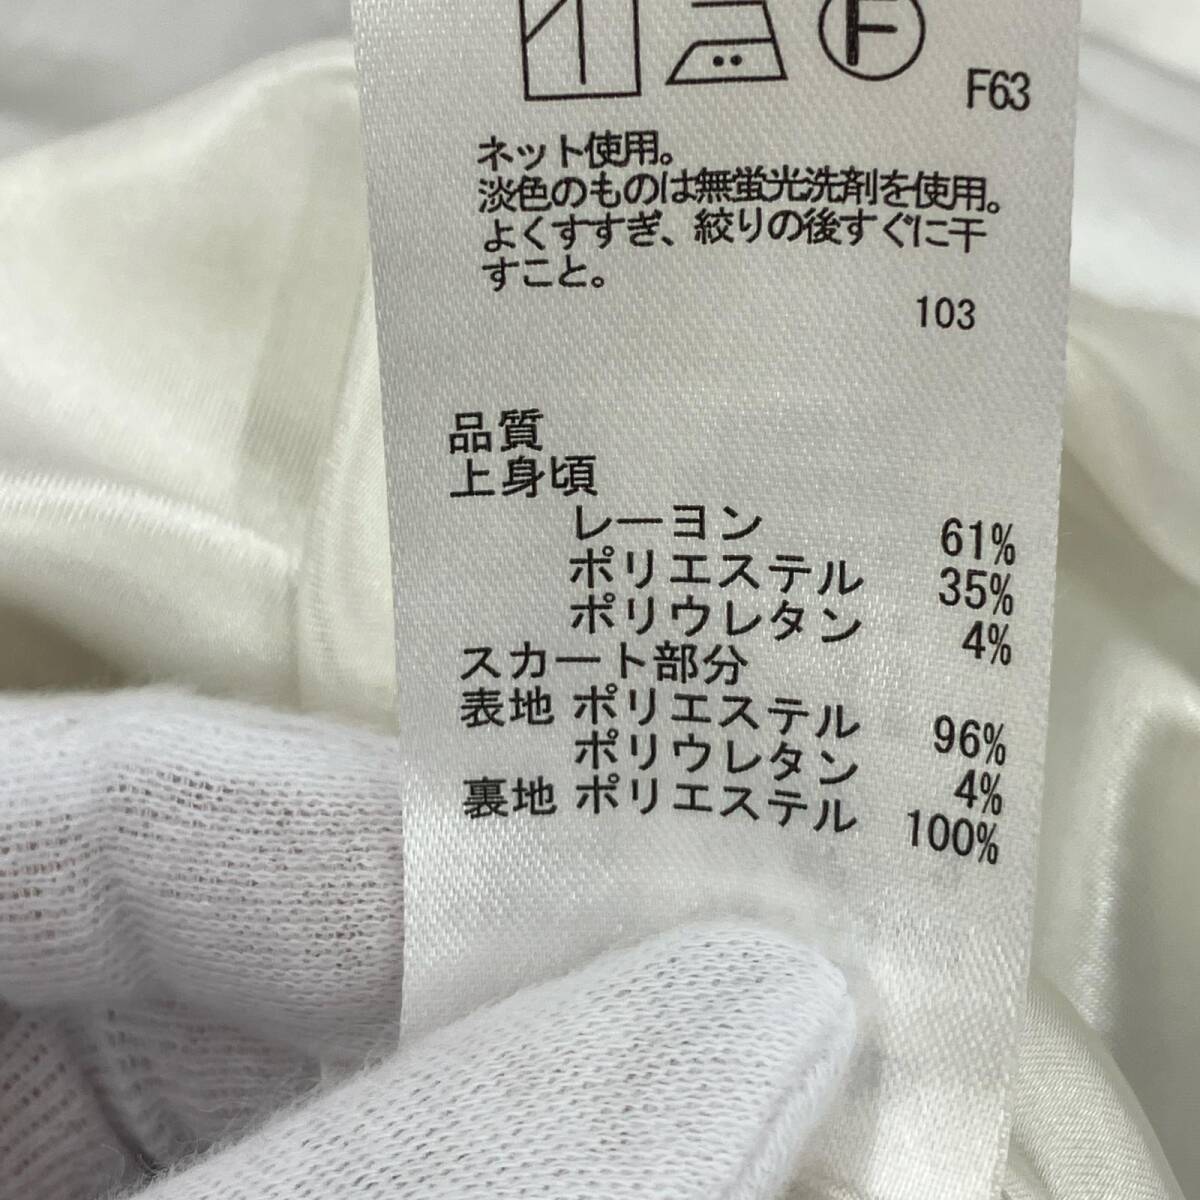 F
F63
ネット使用。
淡色のものは無蛍光洗剤を使用。
よくすすぎ、絞りの後すぐに干
すこと。
103
品質
上身頃
レーヨン 61%
ポリエステル 35%
ポリウレタン 4%
スカート部分
表地 ポリエステル 96%
ポリウレタン 4%
裏地 ポリエステル 100%